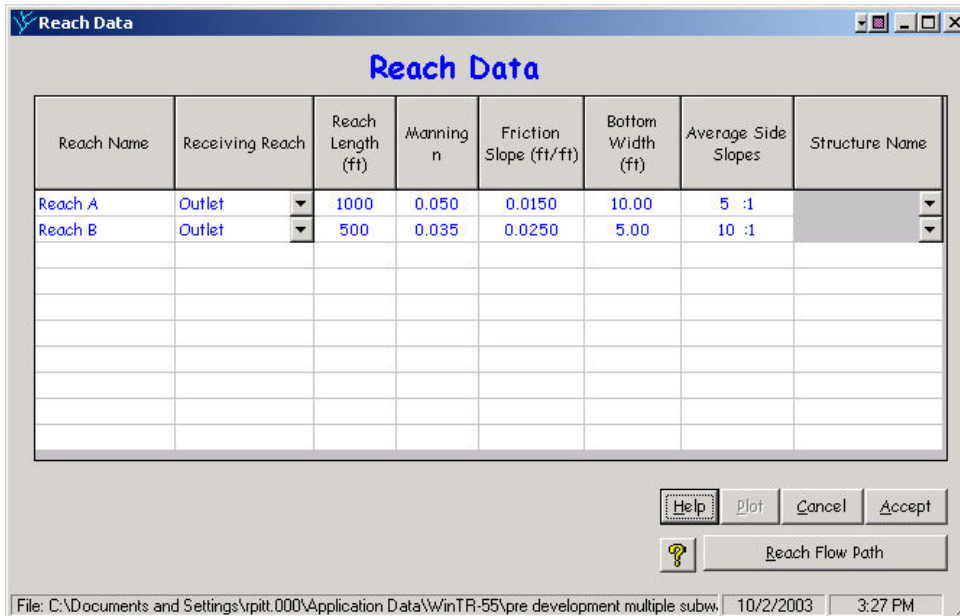 Reach Data
Reach Data
Reach Name Receiving Reach Reach Length (ft) Manning n Friction Slope (ft/ft) Bottom Width (ft) Average Side Slopes Structure Name
Reach A Outlet 1000 0.050 0.0150 10.00 5 :1
Reach B Outlet 500 0.035 0.0250 5.00 10 :1
Help Plot Cancel Accept
? Reach Flow Path
File: C:\Documents and Settings\rpitt.000\Application Data\WinTR-55\pre development multiple subw. 10/2/2003 3:27 PM